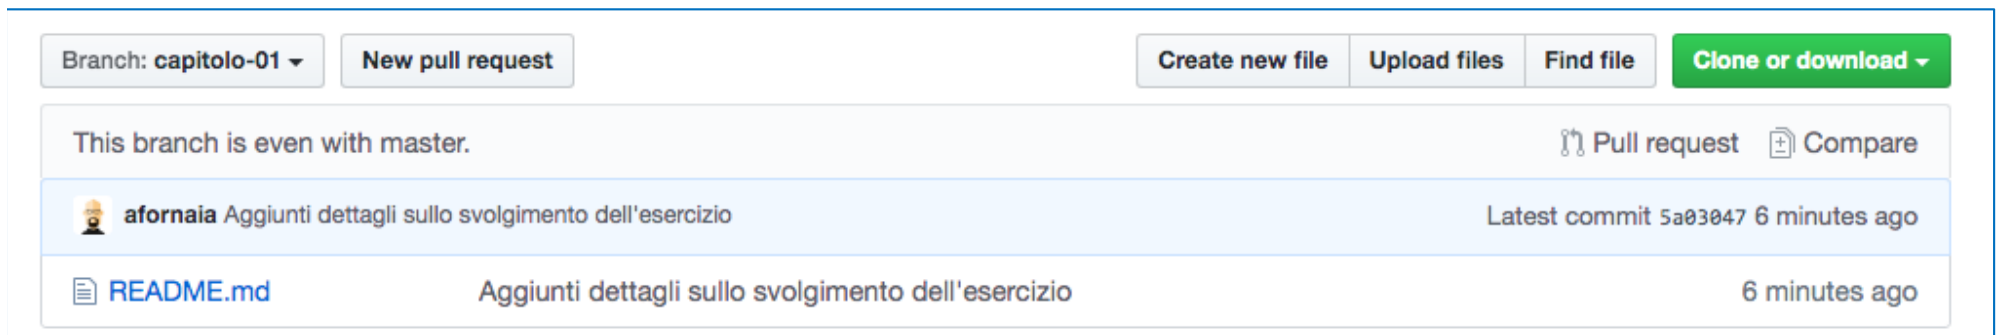 Branch: capitolo-01 New pull request Create new file Upload files Find file Clone or download
This branch is even with master. Pull request Compare
afornaia Aggiunti dettagli sullo svolgimento dell'esercizio Latest commit 5a03047 6 minutes ago
README.md Aggiunti dettagli sullo svolgimento dell'esercizio 6 minutes ago